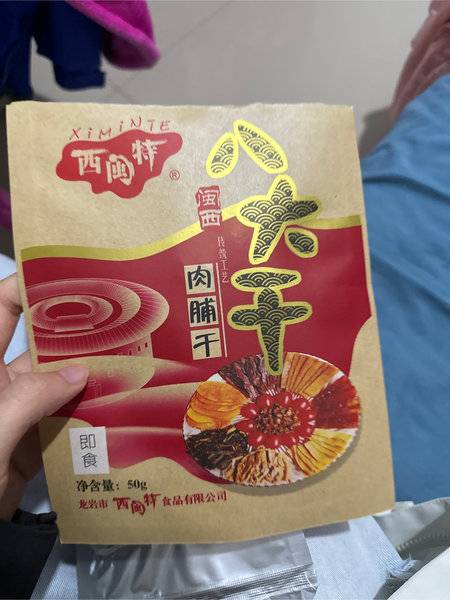 XiMiNTE
西闽特
®
八大干
闽西
传统工艺
肉脯干
即食
净含量：50g
龙岩市西闽特食品有限公司